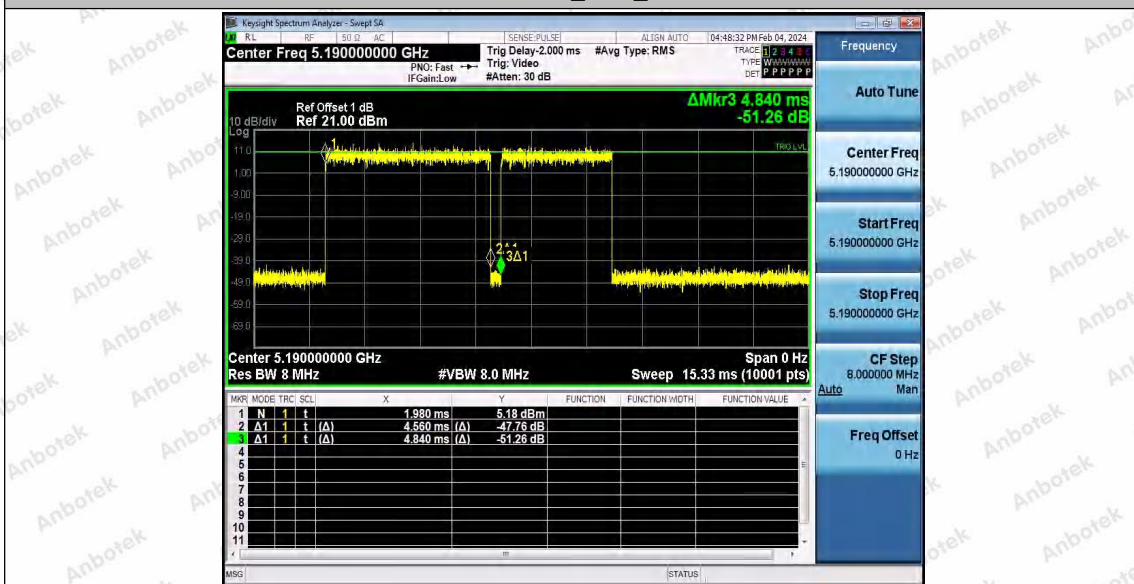 Keysight Spectrum Analyzer - Swept SA
RL RF 50 Ω AC SENSE:PULSE ALIGN AUTO 04:48:32 PM Feb 04, 2024
Center Freq 5.190000000 GHz
PNO: Fast
IFGain:Low
Trig Delay-2.000 ms
Trig: Video
#Atten: 30 dB
#Avg Type: RMS
TRACE 1 2 3 4 5 6
TYPE WWWWWW
DET P P P P P P
ΔMkr3 4.840 ms
-51.26 dB
Ref Offset 1 dB
Ref 21.00 dBm
10 dB/div
Log
11.0
1.00
-9.00
-19.0
-29.0
-39.0
-49.0
-59.0
-69.0
TRIG LVL
1
3Δ1
Center 5.190000000 GHz Span 0 Hz
Res BW 8 MHz #VBW 8.0 MHz Sweep 15.33 ms (10001 pts)
MKR MODE TRC SCL X Y FUNCTION FUNCTION WIDTH FUNCTION VALUE
1 N 1 t 1.980 ms 5.18 dBm
2 Δ1 1 t (Δ) 4.560 ms (Δ) -47.76 dB
3 Δ1 1 t (Δ) 4.840 ms (Δ) -51.26 dB
4
5
6
7
8
9
10
11
MSG STATUS
Frequency
Auto Tune
Center Freq
5.190000000 GHz
Start Freq
5.190000000 GHz
Stop Freq
5.190000000 GHz
CF Step
8.000000 MHz
Auto Man
Freq Offset
0 Hz
Anbotek